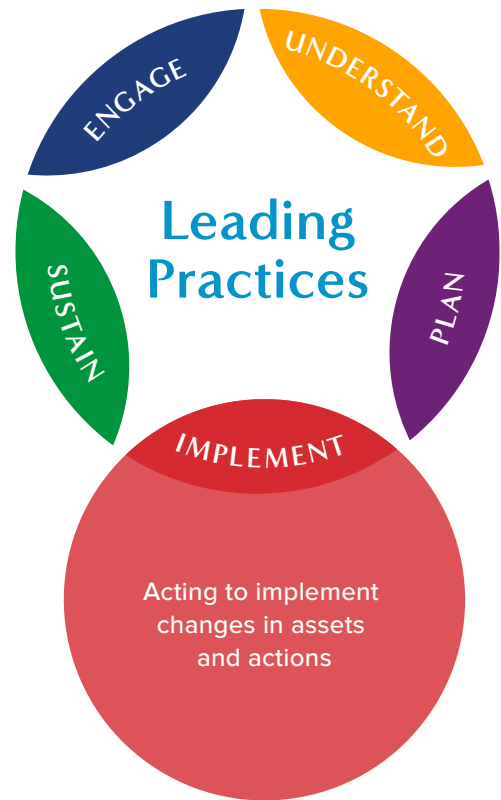 ENGAGE
UNDERSTAND
Leading
Practices
SUSTAIN
PLAN
IMPLEMENT
Acting to implement
changes in assets
and actions